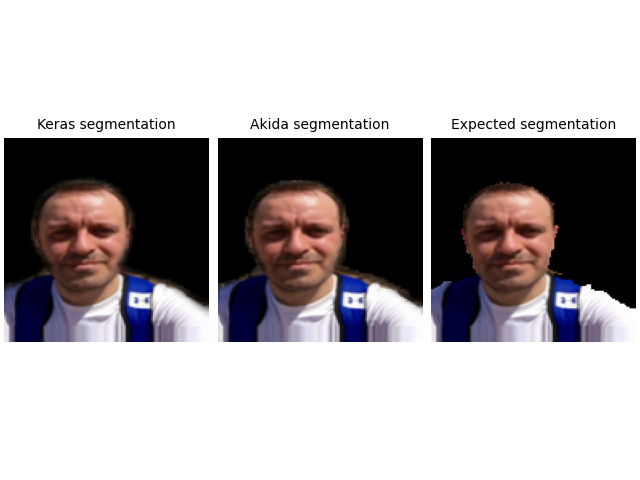 Keras segmentation
Akida segmentation
Expected segmentation